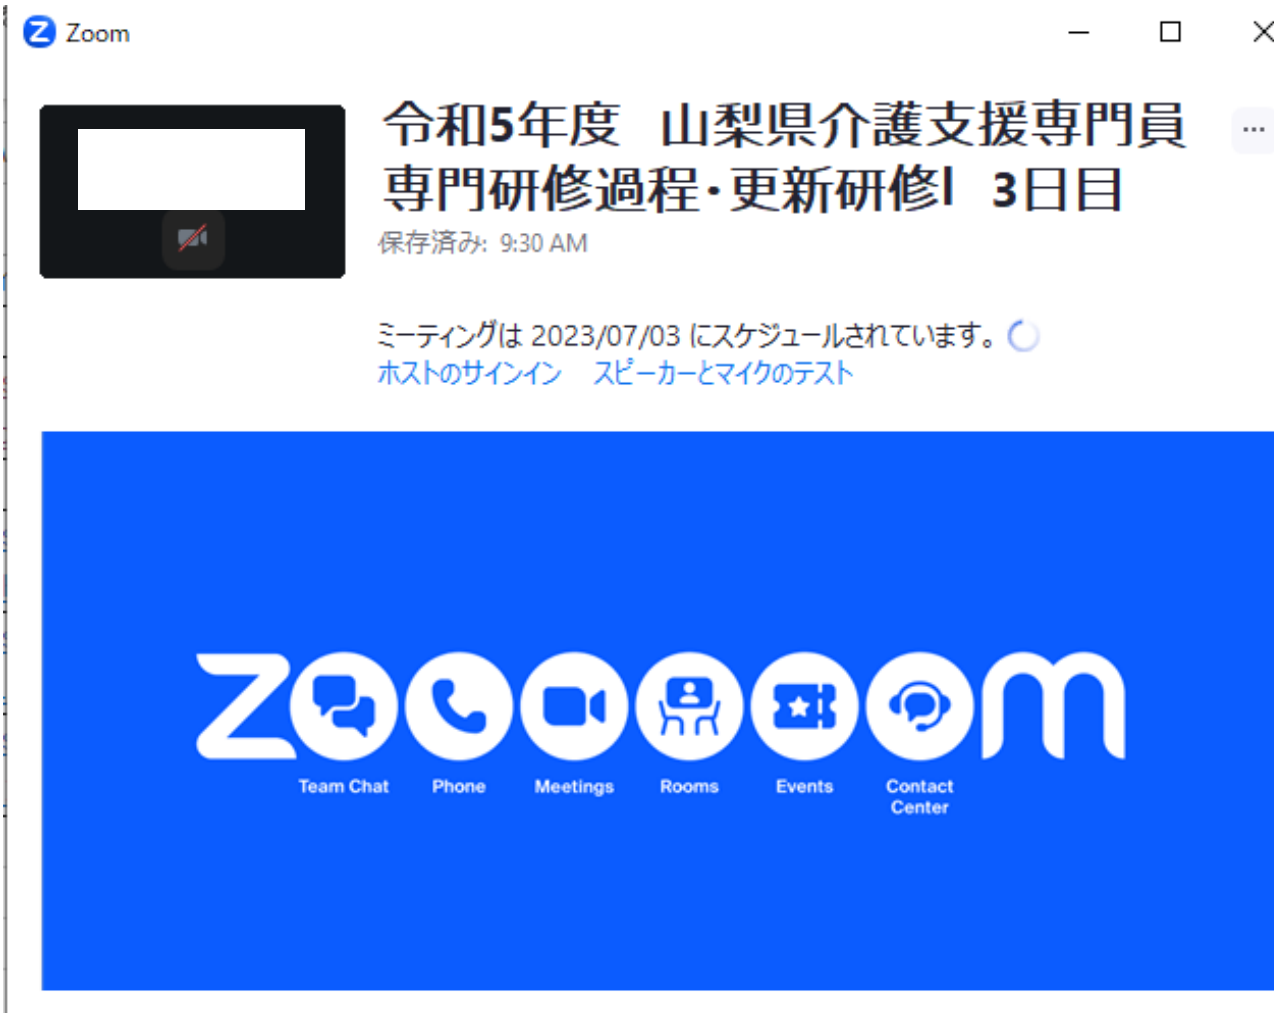 Zoom
令和5年度　山梨県介護支援専門員
専門研修過程・更新研修Ⅰ　3日目
保存済み: 9:30 AM
ミーティングは 2023/07/03 にスケジュールされています。
ホストのサインイン　スピーカーとマイクのテスト
zoooooom
Team Chat　Phone　Meetings　Rooms　Events　Contact Center